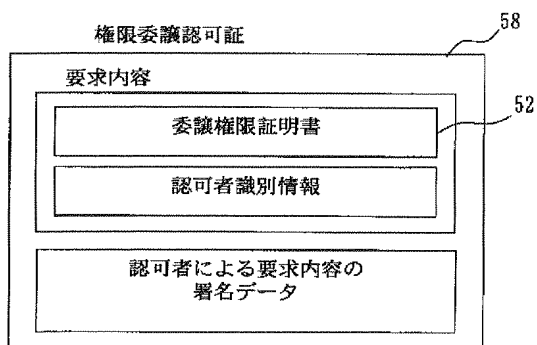 権限委譲認可証
58
要求内容
委譲権限証明書
52
認可者識別情報
認可者による要求内容の
署名データ